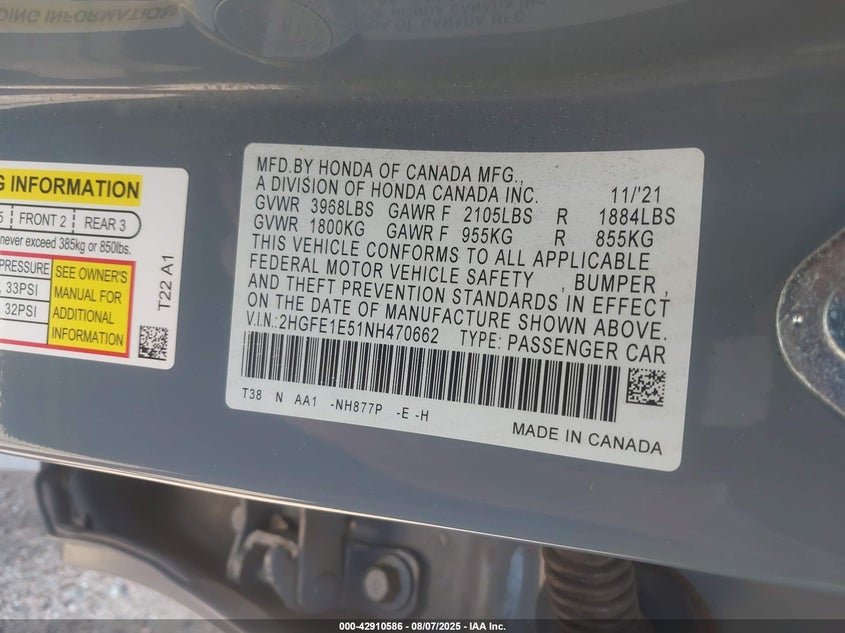 G INFORMATION
5 FRONT 2 REAR 3
never exceed 385kg or 850lbs.
PRESSURE
33PSI
32PSI
SEE OWNER'S
MANUAL FOR
ADDITIONAL
INFORMATION
T22 A1
MFD.BY HONDA OF CANADA MFG.,
A DIVISION OF HONDA CANADA INC. 11/'21
GVWR 3968LBS GAWR F 2105LBS R 1884LBS
GVWR 1800KG GAWR F 955KG R 855KG
THIS VEHICLE CONFORMS TO ALL APPLICABLE
FEDERAL MOTOR VEHICLE SAFETY , BUMPER ,
AND THEFT PREVENTION STANDARDS IN EFFECT
ON THE DATE OF MANUFACTURE SHOWN ABOVE.
V.I.N.:2HGFE1E51NH470662 TYPE: PASSENGER CAR
T38 N AA1 -NH877P -E -H
MADE IN CANADA
000-42910586 - 08/07/2025 - IAA Inc.